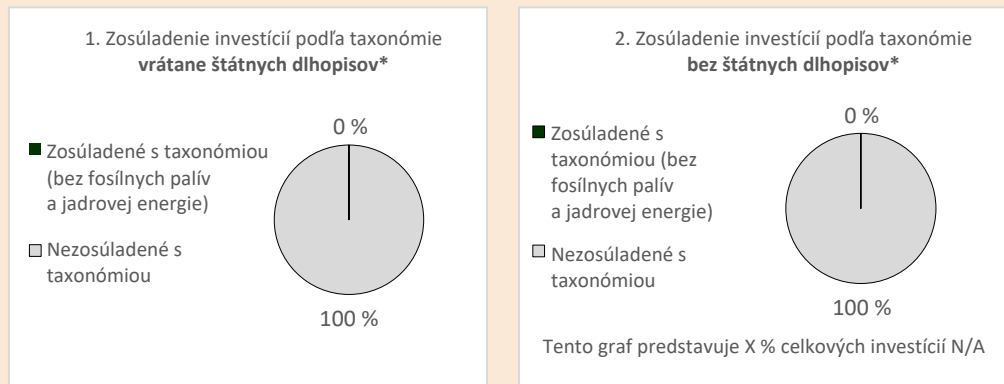 1. Zosúladenie investícií podľa taxonómie
vrátane štátnych dlhopisov*
0 %
Zosúladené s taxonómiou
(bez fosílnych palív
a jadrovej energie)
Nezosúladené s
taxonómiou
100 %
2. Zosúladenie investícií podľa taxonómie
bez štátnych dlhopisov*
0 %
Zosúladené s
taxonómiou (bez
fosílnych palív
a jadrovej energie)
Nezosúladené s
taxonómiou
100 %
Tento graf predstavuje X % celkových investícií N/A